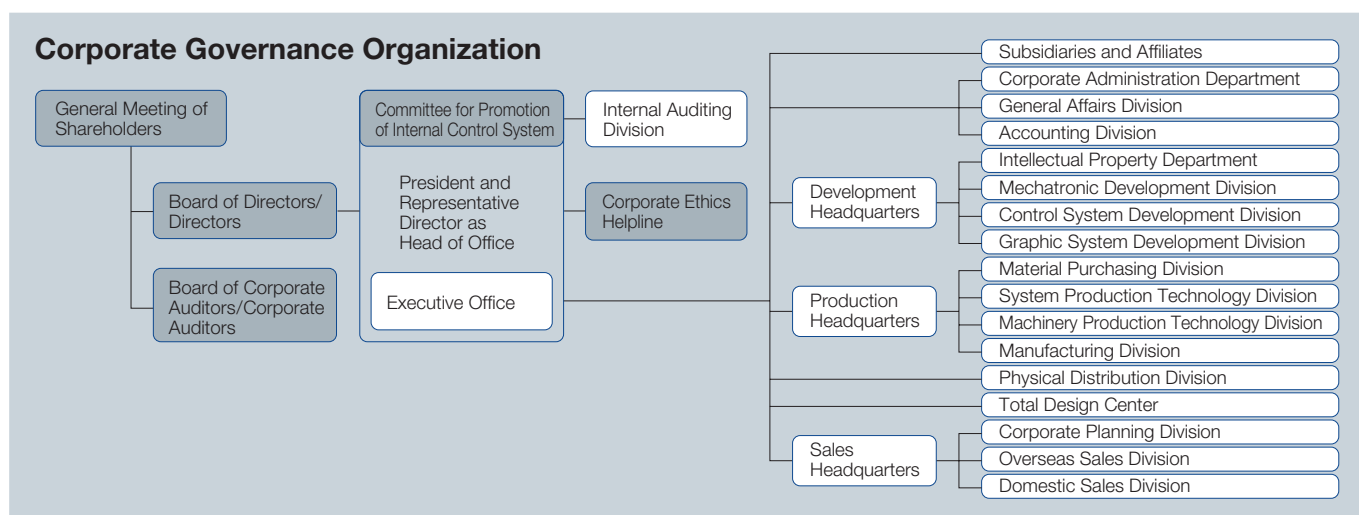 Corporate Governance Organization
General Meeting of
Shareholders
Board of Directors/
Directors
Board of Corporate
Auditors/Corporate
Auditors
Committee for Promotion
of Internal Control System
President and
Representative
Director as
Head of Office
Executive Office
Internal Auditing
Division
Corporate Ethics
Helpline
Subsidiaries and Affiliates
Corporate Administration Department
General Affairs Division
Accounting Division
Development
Headquarters
Intellectual Property Department
Mechatronic Development Division
Control System Development Division
Graphic System Development Division
Production
Headquarters
Material Purchasing Division
System Production Technology Division
Machinery Production Technology Division
Manufacturing Division
Physical Distribution Division
Total Design Center
Sales
Headquarters
Corporate Planning Division
Overseas Sales Division
Domestic Sales Division